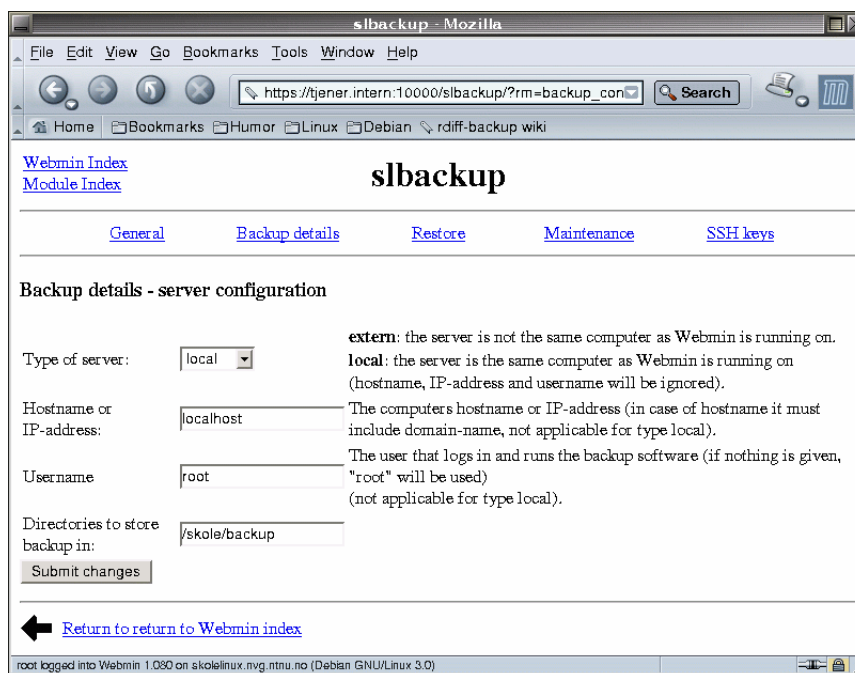 slbackup - Mozilla
File Edit View Go Bookmarks Tools Window Help
https://tjener.intern:10000/slbackup/?rm=backup_con
Search
Home Bookmarks Humor Linux Debian rdiff-backup wiki
Webmin Index
Module Index
slbackup
General Backup details Restore Maintenance SSH keys
Backup details - server configuration
Type of server: local
extern: the server is not the same computer as Webmin is running on.
local: the server is the same computer as Webmin is running on
(hostname, IP-address and username will be ignored).
Hostname or
IP-address:
localhost
The computers hostname or IP-address (in case of hostname it must
include domain-name, not applicable for type local).
Username
root
The user that logs in and runs the backup software (if nothing is given,
"root" will be used)
(not applicable for type local).
Directories to store
backup in:
/skole/backup
Submit changes
Return to return to Webmin index
root logged into Webmin 1.080 on skolelinux.nvg.ntnu.no (Debian GNU/Linux 3.0)